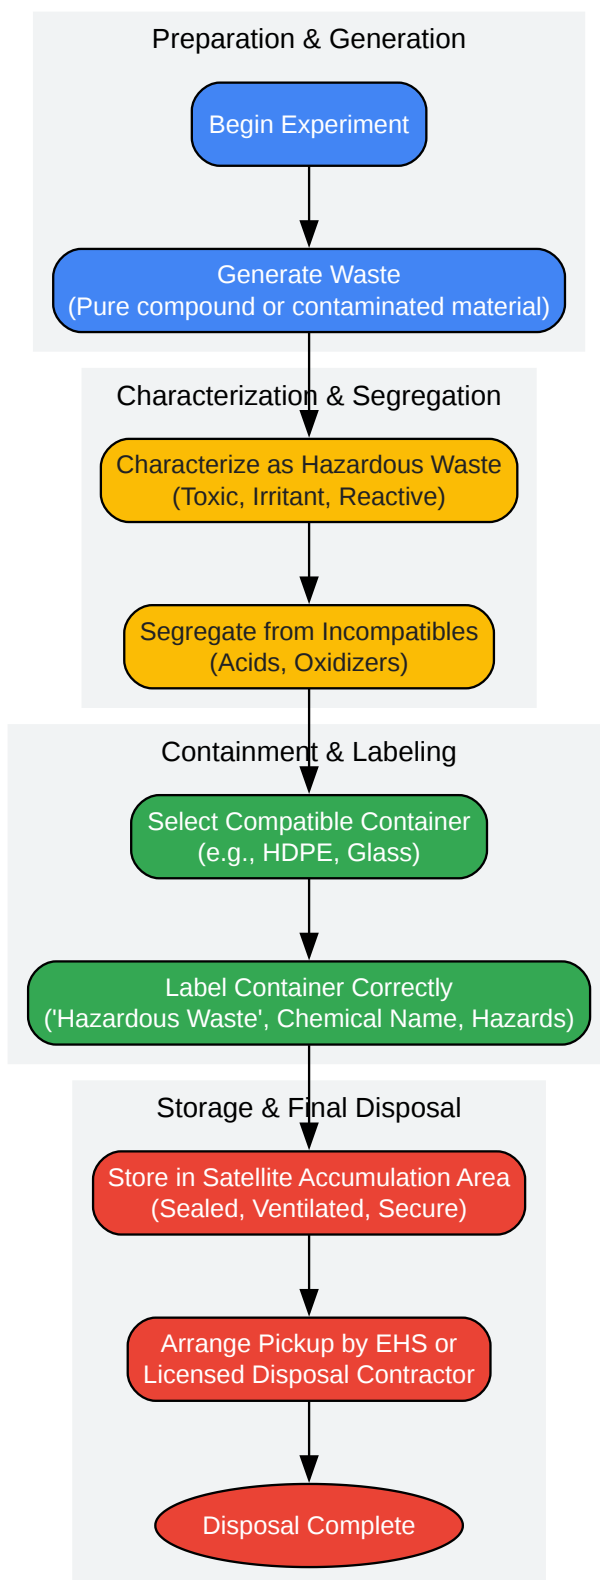 Preparation & Generation
Begin Experiment
Generate Waste
(Pure compound or contaminated material)
Characterization & Segregation
Characterize as Hazardous Waste
(Toxic, Irritant, Reactive)
Segregate from Incompatibles
(Acids, Oxidizers)
Containment & Labeling
Select Compatible Container
(e.g., HDPE, Glass)
Label Container Correctly
('Hazardous Waste', Chemical Name, Hazards)
Storage & Final Disposal
Store in Satellite Accumulation Area
(Sealed, Ventilated, Secure)
Arrange Pickup by EHS or
Licensed Disposal Contractor
Disposal Complete